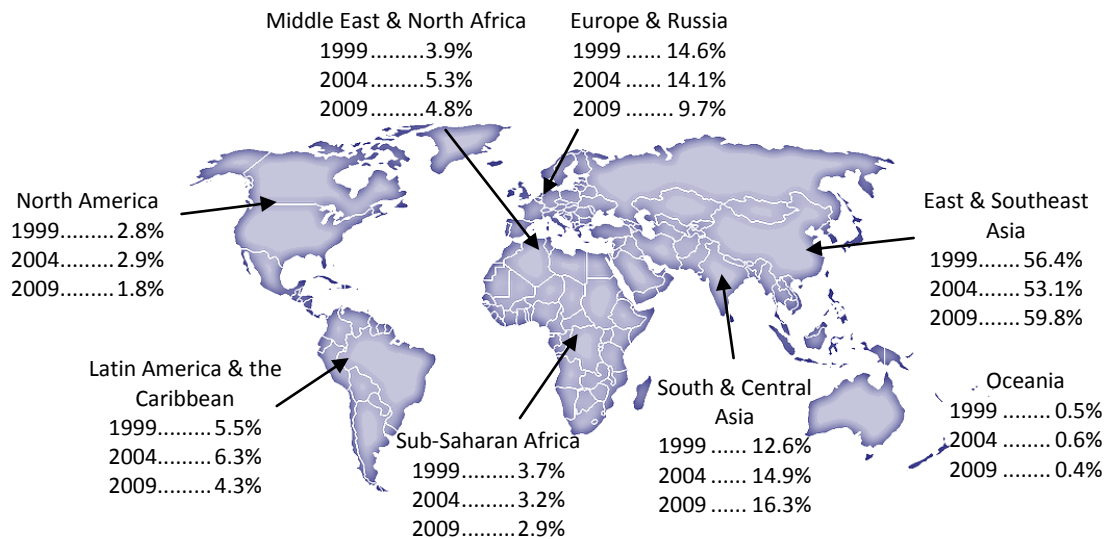 Middle East & North Africa
1999.........3.9%
2004.........5.3%
2009.........4.8%
Europe & Russia
1999 ...... 14.6%
2004 ...... 14.1%
2009 ........ 9.7%
North America
1999.........2.8%
2004.........2.9%
2009.........1.8%
East & Southeast
Asia
1999....... 56.4%
2004....... 53.1%
2009....... 59.8%
Latin America & the
Caribbean
1999.........5.5%
2004.........6.3%
2009.........4.3%
Sub-Saharan Africa
1999.........3.7%
2004.........3.2%
2009.........2.9%
South & Central
Asia
1999 ...... 12.6%
2004 ...... 14.9%
2009 ...... 16.3%
Oceania
1999 ........ 0.5%
2004 ........ 0.6%
2009 ........ 0.4%